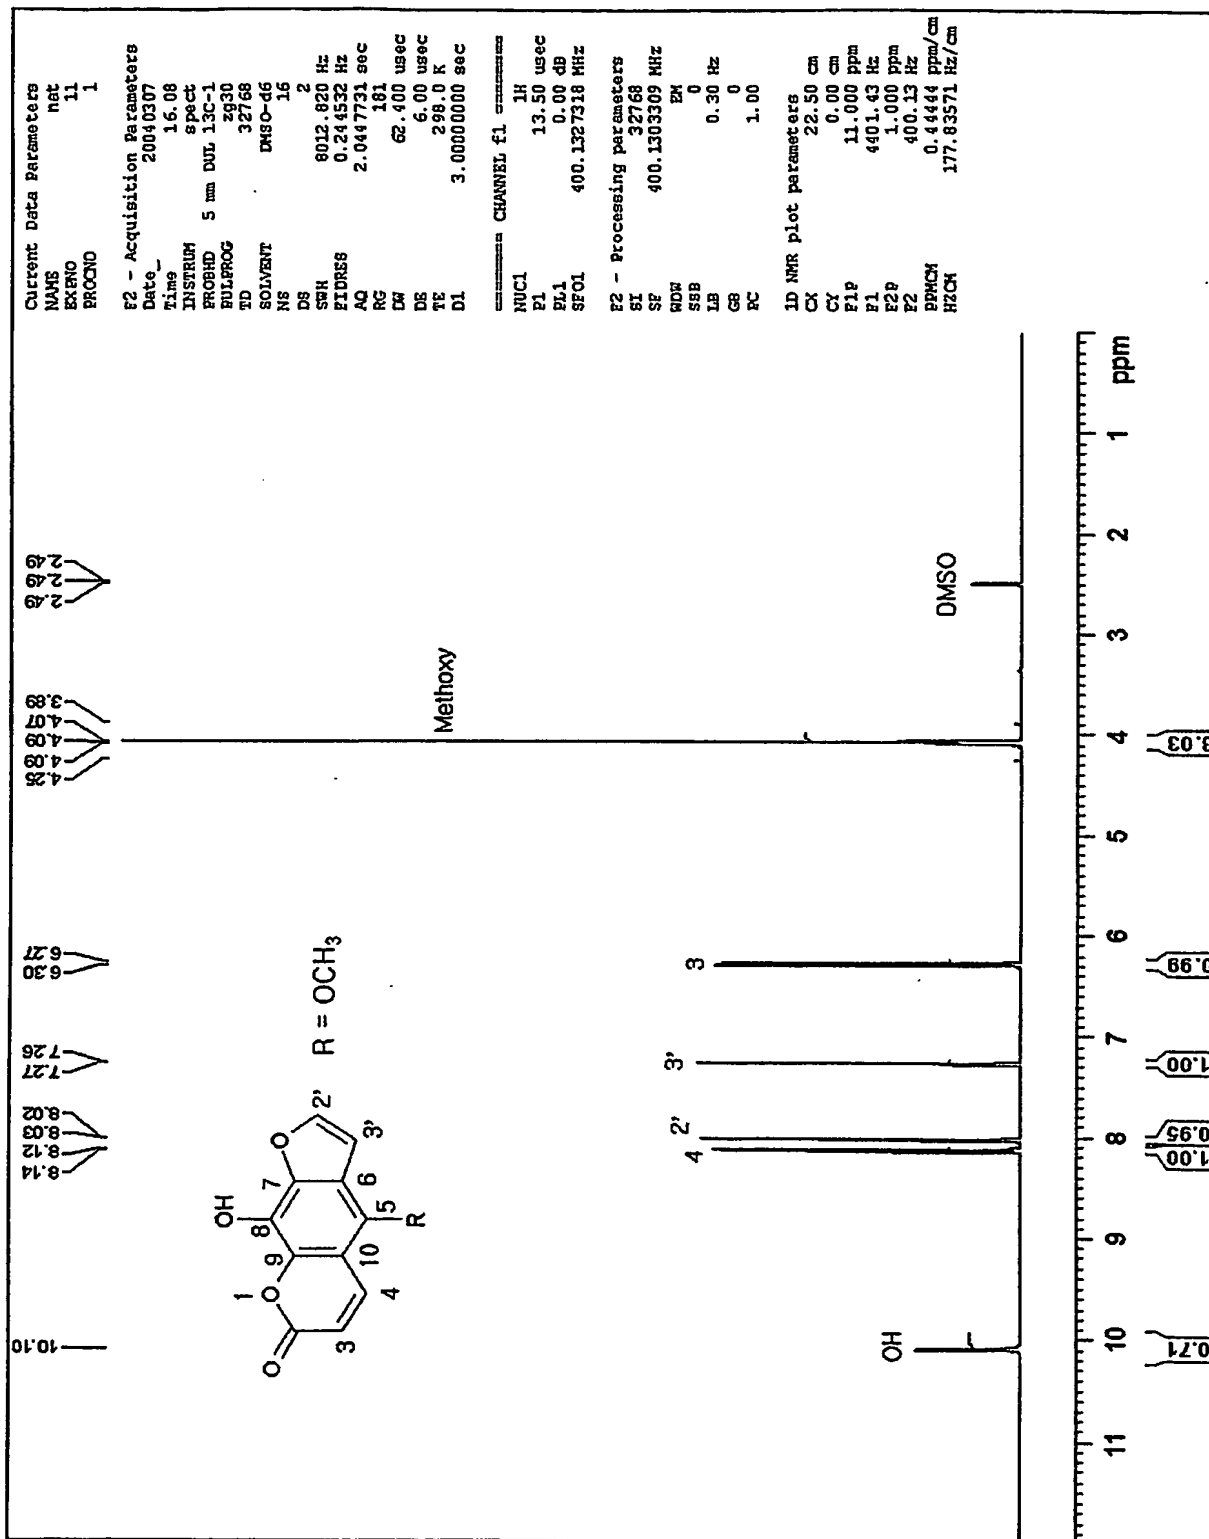 Current Data Parameters
NAME nat
EXPNO 11
PROCNO 1
F2 - Acquisition Parameters
Date_ 20040307
Time 16.08
INSTRUM spect
PROBHD 5 mm DUL 13C-1
PULPROG zg30
TD 32768
SOLVENT DMSO-d6
NS 16
DS 2
SWH 8012.820 Hz
FIDRES 0.244532 Hz
AQ 2.0447731 sec
RG 181
DW 62.400 usec
DE 6.00 usec
TE 298.0 K
D1 3.00000000 sec
======== CHANNEL f1 ========
NUC1 1H
P1 13.50 usec
PL1 0.00 dB
SFO1 400.1327318 MHz
F2 - Processing parameters
SI 32768
SF 400.1303309 MHz
WDW EM
SSB 0
LB 0.30 Hz
GB 0
PC 1.00
1D NMR plot parameters
CX 22.50 cm
CY 0.00 cm
F1P 11.000 ppm
F1 4401.43 Hz
F2P 1.000 ppm
F2 400.13 Hz
PPMCM 0.44444 ppm/cm
HZCM 177.83571 Hz/cm
10.10
8.14
8.12
8.03
8.02
7.27
7.26
6.30
6.27
4.25
4.09
4.09
4.07
3.89
2.49
2.49
2.49
OH
8
7
O
2'
3'
6
5
R
10
9
1
O
O
3
4
R = OCH3
Methoxy
OH
4
2'
3'
3
DMSO
11 10 9 8 7 6 5 4 3 2 1 ppm
0.71
1.00
0.95
1.00
0.99
3.03